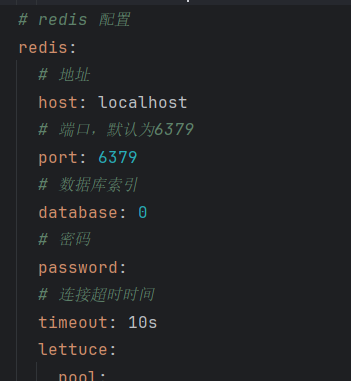 # redis 配置
redis:
# 地址
host: localhost
# 端口，默认为6379
port: 6379
# 数据库索引
database: 0
# 密码
password:
# 连接超时时间
timeout: 10s
lettuce:
pool: